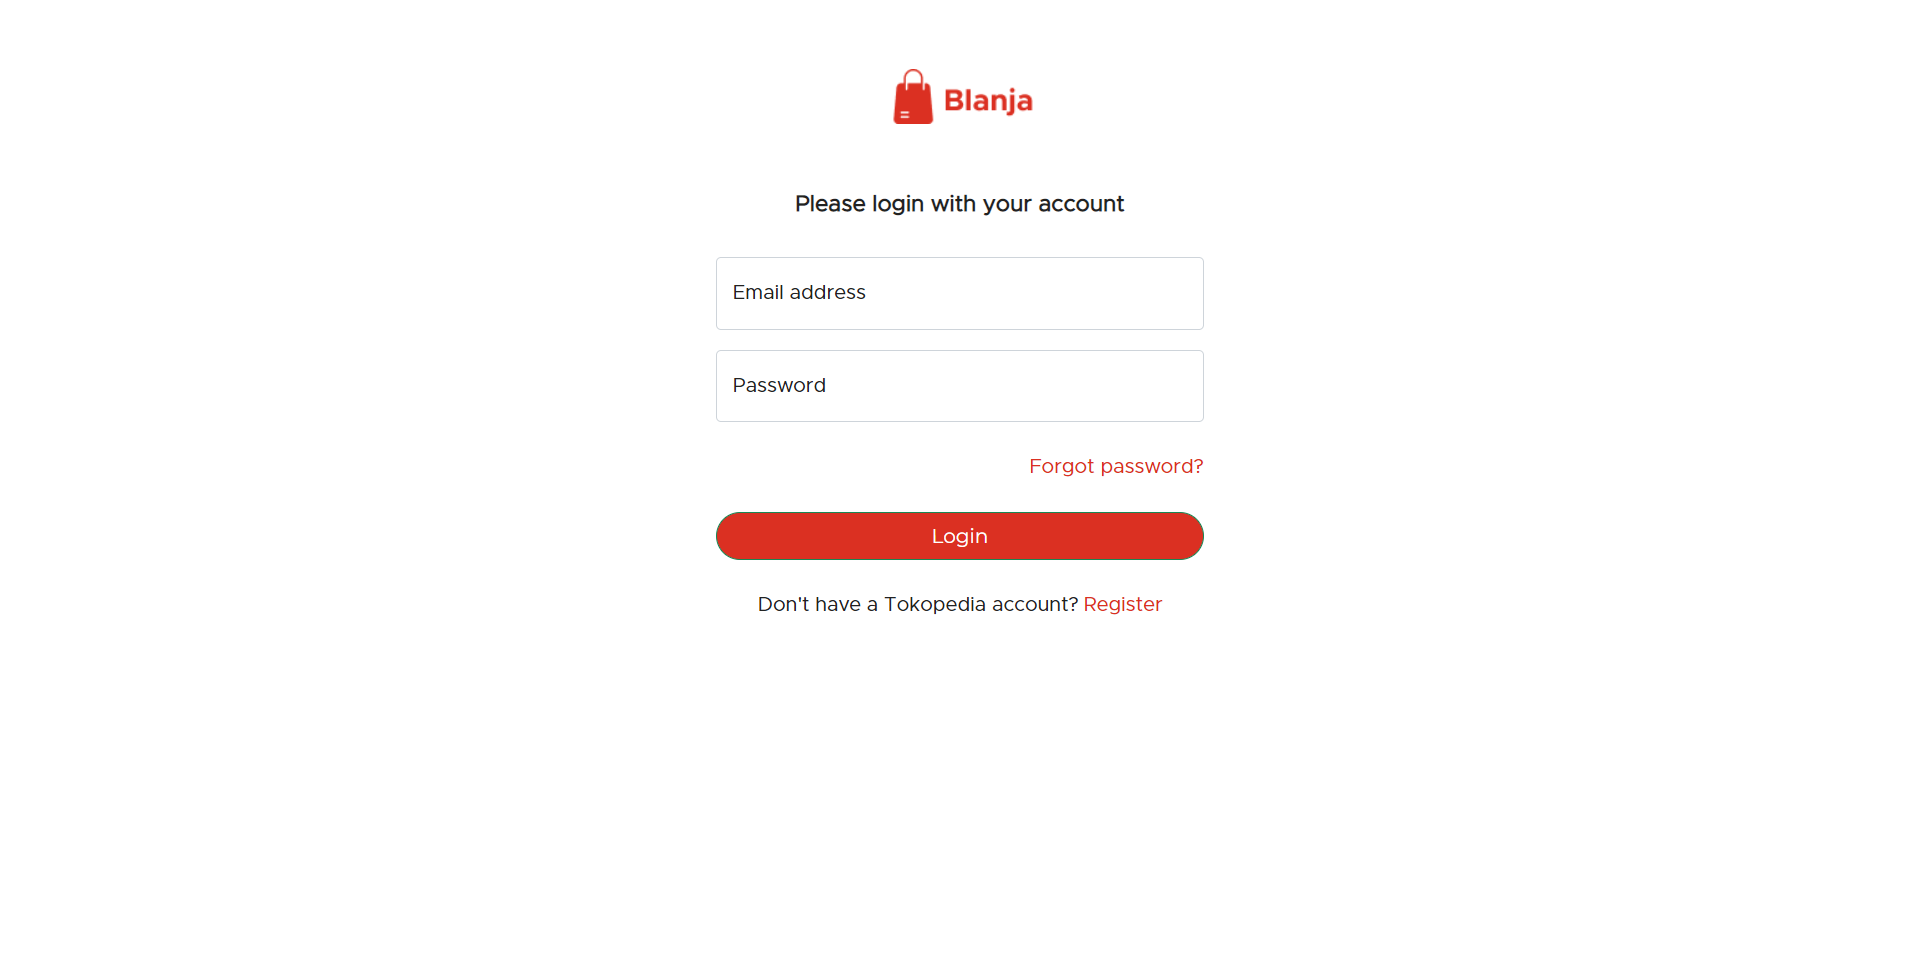 Blanja
Please login with your account
Email address
Password
Forgot password?
Login
Don't have a Tokopedia account? Register